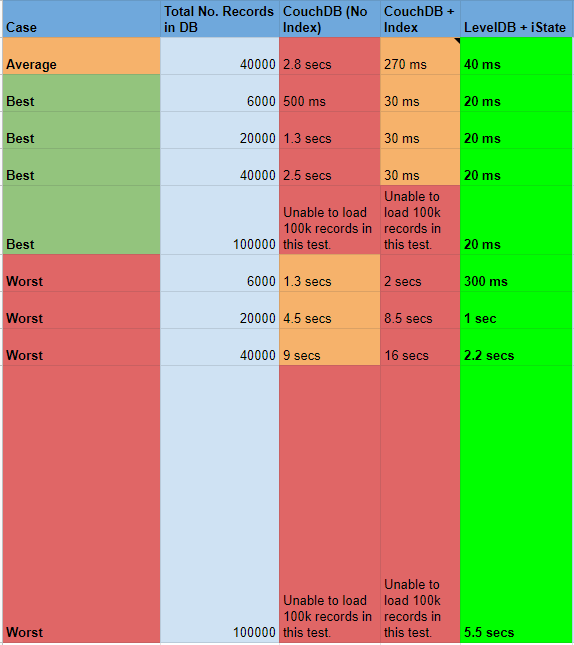 Case Total No. Records in DB CouchDB (No Index) CouchDB + Index LevelDB + iState
Average 40000 2.8 secs 270 ms 40 ms
Best 6000 500 ms 30 ms 20 ms
Best 20000 1.3 secs 30 ms 20 ms
Best 40000 2.5 secs 30 ms 20 ms
Best 100000 Unable to load 100k records in this test. Unable to load 100k records in this test. 20 ms
Worst 6000 1.3 secs 2 secs 300 ms
Worst 20000 4.5 secs 8.5 secs 1 sec
Worst 40000 9 secs 16 secs 2.2 secs
Worst 100000 Unable to load 100k records in this test. Unable to load 100k records in this test. 5.5 secs